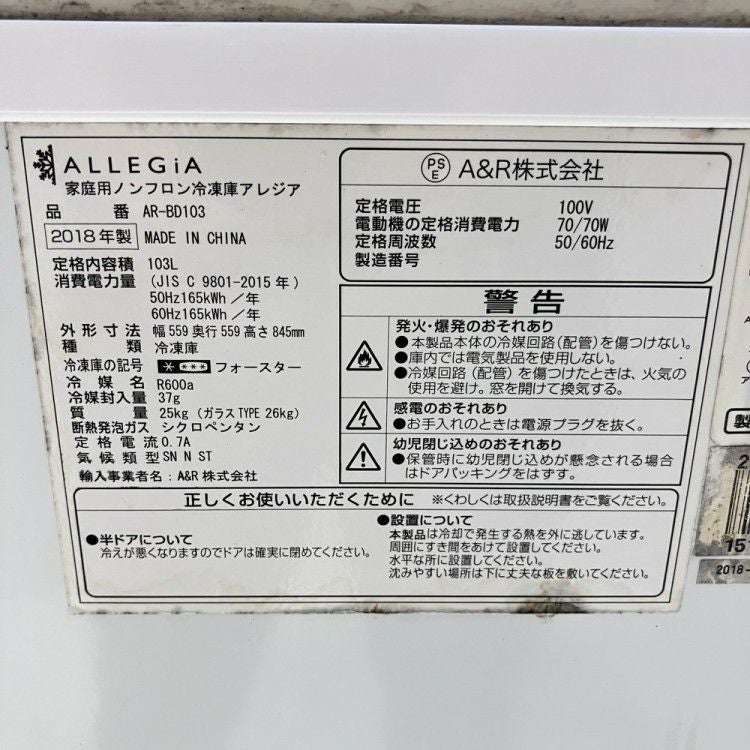 ALLEGiA
家庭用ノンフロン冷凍庫アレジア
品 番 AR-BD103
2018年製 MADE IN CHINA
定格内容積 103L
消費電力量 (JIS C 9801-2015年)
50Hz165kWh/年
60Hz165kWh/年
外形寸法 幅559奥行559高さ845mm
種 類 冷凍庫
冷凍庫の記号 フォースター
冷媒名 R600a
冷媒封入量 37g
質 量 25kg (ガラスTYPE 26kg)
断熱発泡ガス シクロペンタン
定格電流 0.7A
気候類型 SN N ST
輸入事業者名:A&R株式会社
PS
E
A&R株式会社
定格電圧 100V
電動機の定格消費電力 70/70W
定格周波数 50/60Hz
製造番号
警告
発火・爆発のおそれあり
●本製品本体の冷媒回路(配管)を傷つけない。
●庫内では電気製品を使用しない。
●冷媒回路(配管)を傷つけたときは、火気の
使用を避け。窓を開けて換気する。
感電のおそれあり
●お手入れのときは電源プラグを抜く。
幼児閉じ込めのおそれあり
●保管時に幼児閉じ込めが懸念される場合
はドアパッキングをはずす。
正しくお使いいただくために ※くわしくは取扱説明書をご覧ください。
●半ドアについて
冷えが悪くなりますのでドアは確実に閉めてください。
●設置について
本製品は冷却で発生する熱を外に逃しています。
周囲にすき間をあけて設置してください。
水平な所に設置してください。
沈みやすい場所は下に丈夫な板を敷いてください。
製
2
151
2018-